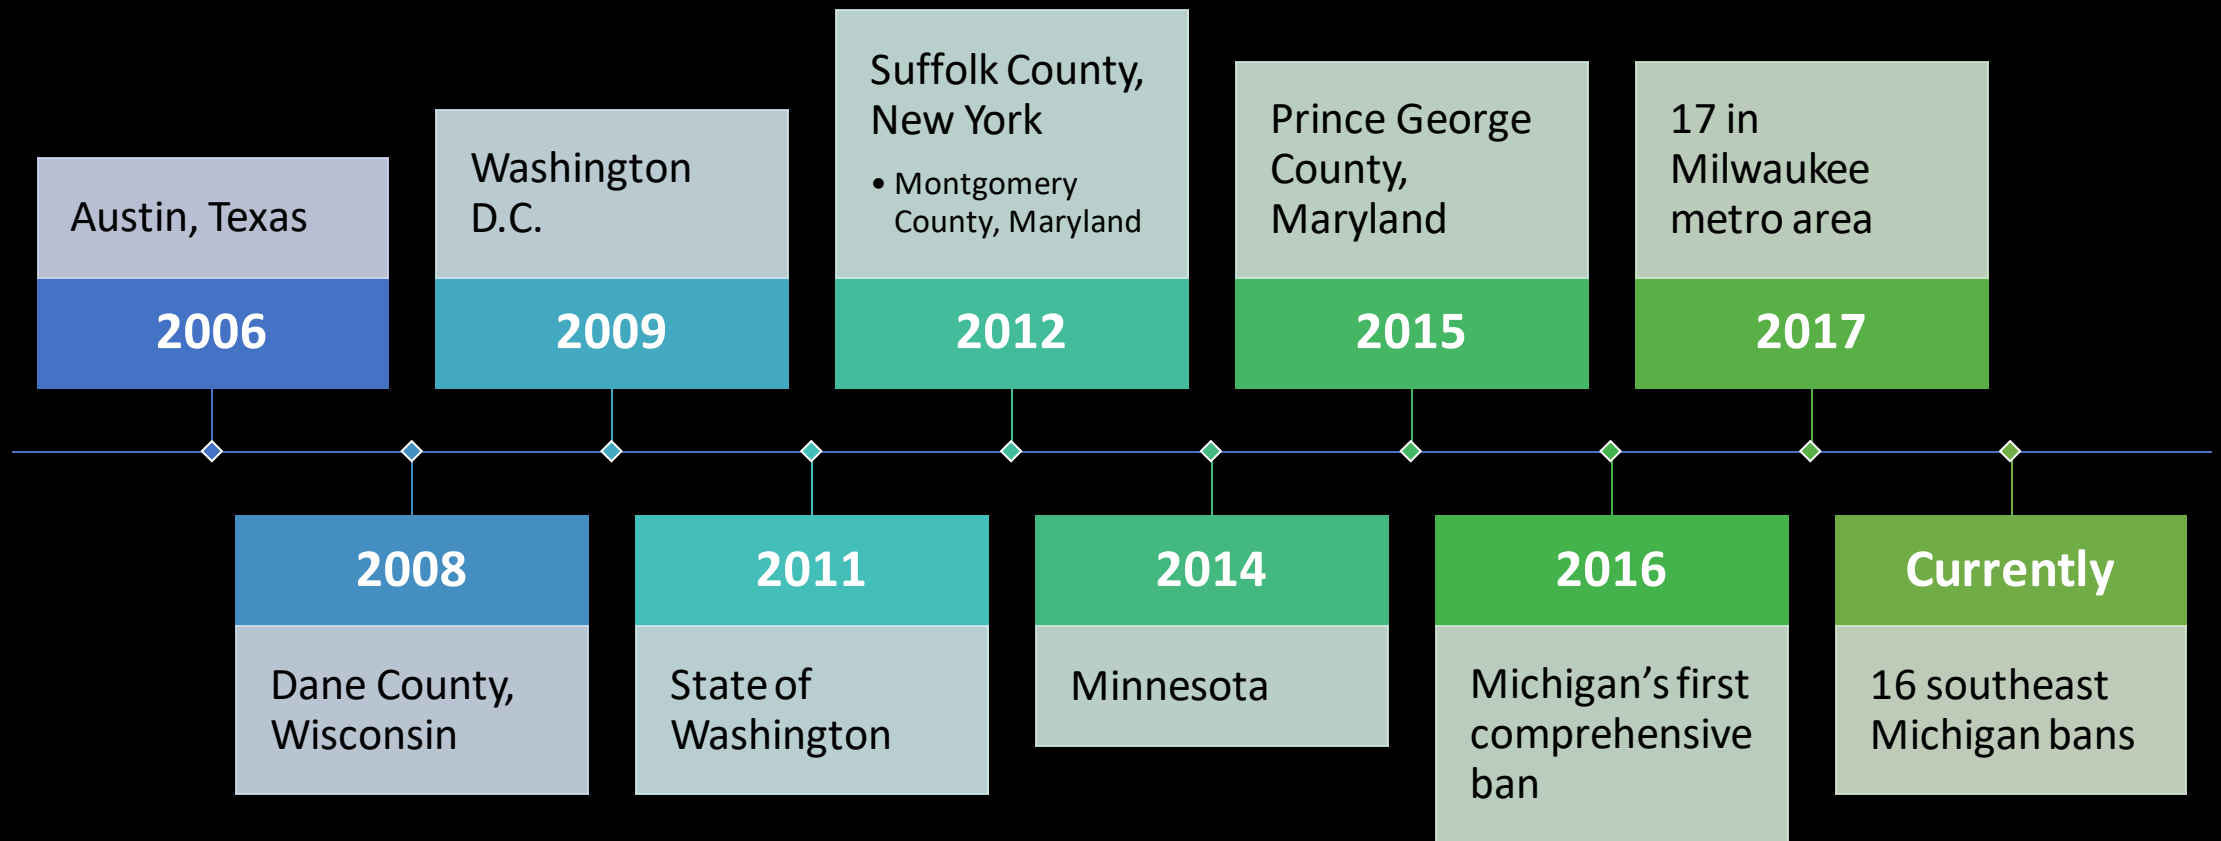 Austin, Texas
2006
2008
Dane County,
Wisconsin
Washington
D.C.
2009
2011
State of
Washington
Suffolk County,
New York
• Montgomery
County, Maryland
2012
2014
Minnesota
Prince George
County,
Maryland
2015
2016
Michigan’s first
comprehensive
ban
17 in
Milwaukee
metro area
2017
Currently
16 southeast
Michigan bans